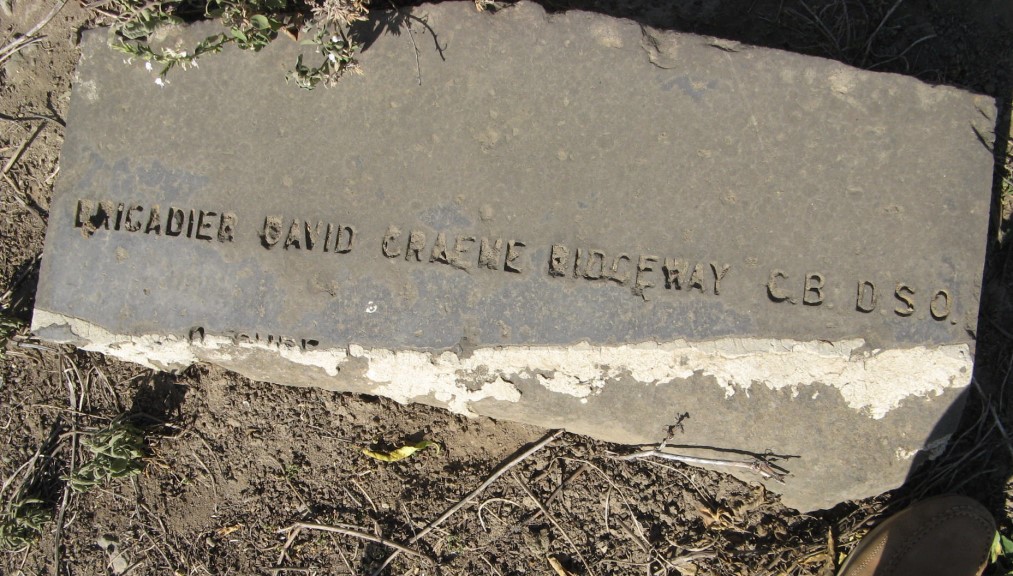 BRIGADIER DAVID GRAEME RIDGEWAY C.B. D.S.O.